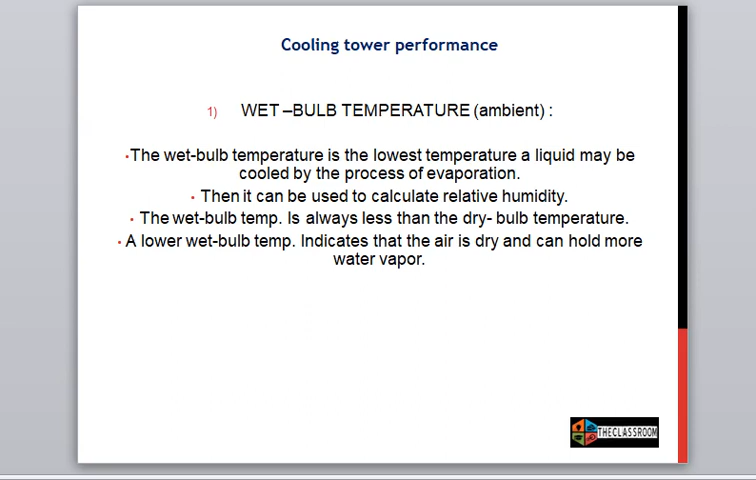 Cooling tower performance
1) WET –BULB TEMPERATURE (ambient) :
•The wet-bulb temperature is the lowest temperature a liquid may be
cooled by the process of evaporation.
• Then it can be used to calculate relative humidity.
• The wet-bulb temp. Is always less than the dry- bulb temperature.
• A lower wet-bulb temp. Indicates that the air is dry and can hold more
water vapor.
THECLASSROOM